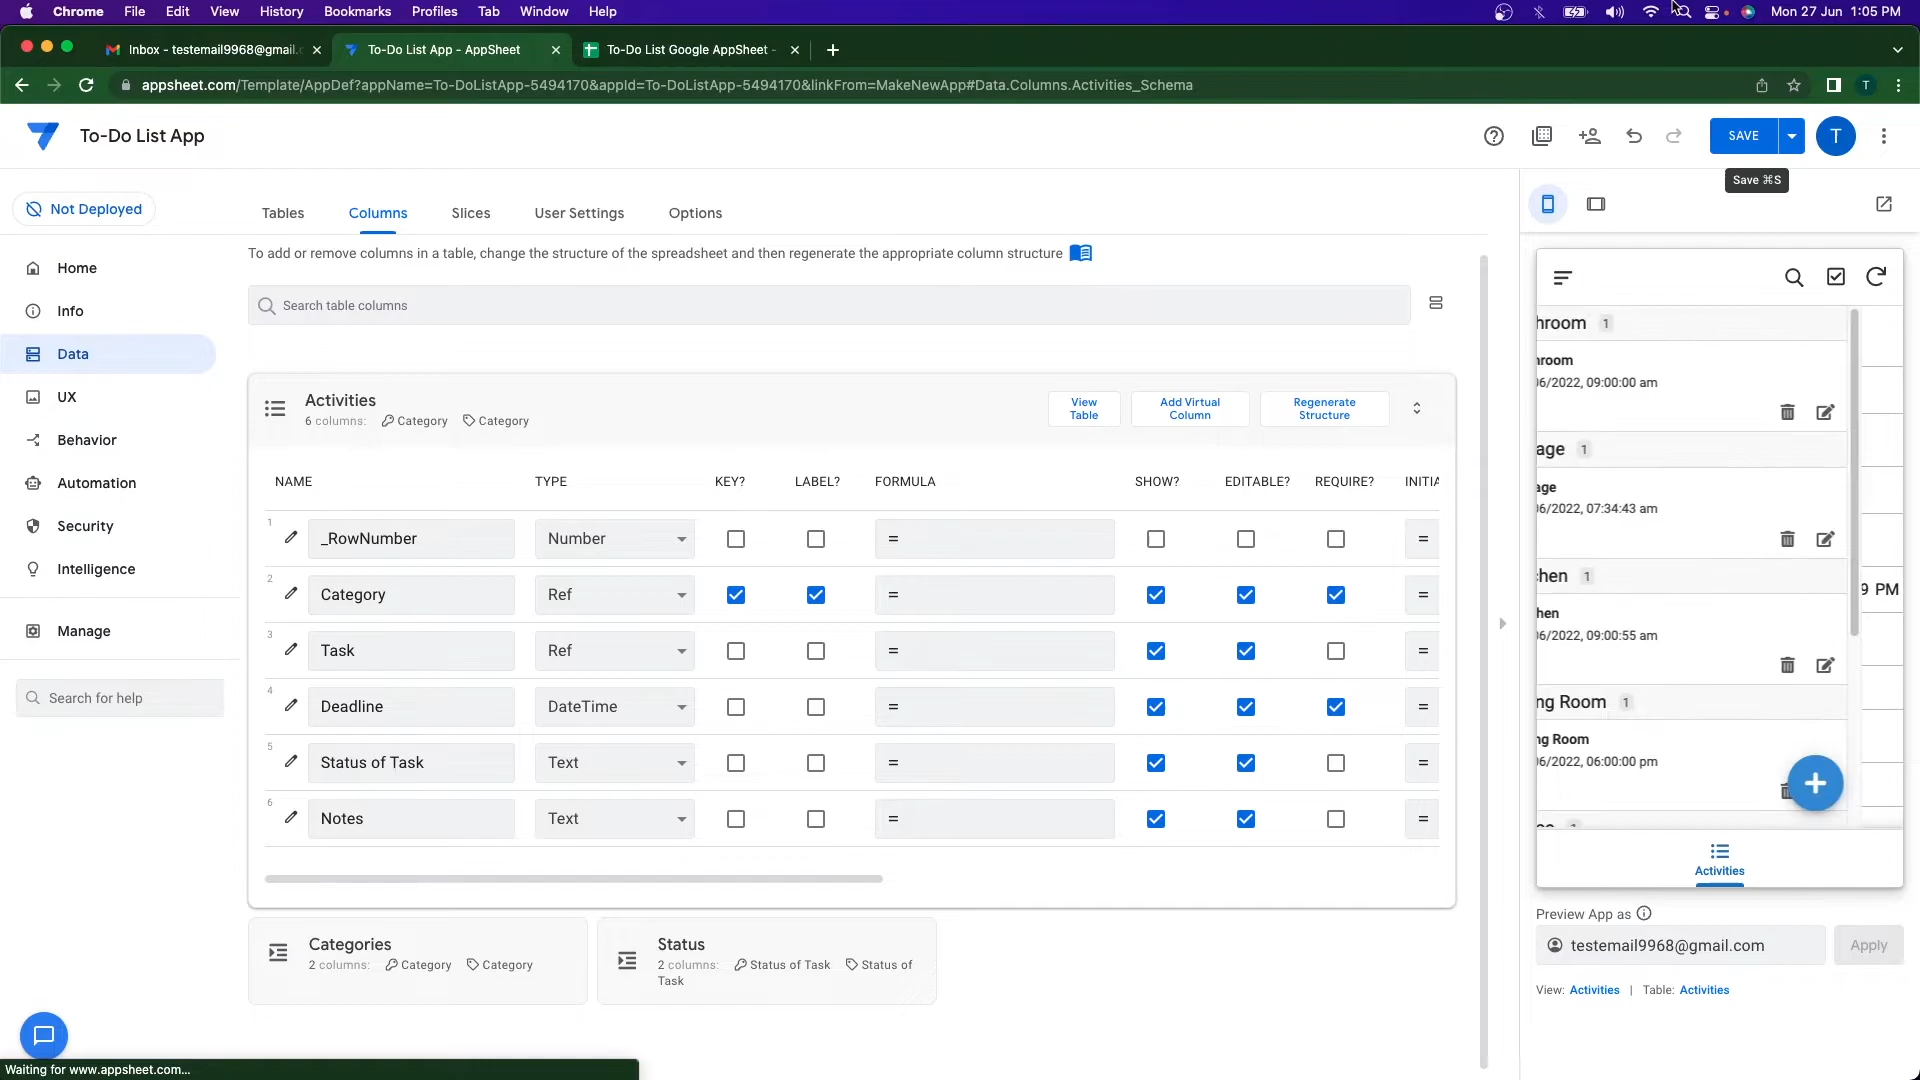 Chrome File Edit View History Bookmarks Profiles Tab Window Help Mon 27 Jun 1:05 PM
Inbox - testemail9968@gmail.c To-Do List App - AppSheet To-Do List Google AppSheet -
appsheet.com/Template/AppDef?appName=To-DoListApp-5494170&appId=To-DoListApp-5494170&linkFrom=MakeNewApp#Data.Columns.Activities_Schema T
To-Do List App SAVE T
Save ⌘S
Not Deployed
Home
Info
Data
UX
Behavior
Automation
Security
Intelligence
Manage
Search for help
Tables Columns Slices User Settings Options
To add or remove columns in a table, change the structure of the spreadsheet and then regenerate the appropriate column structure
Search table columns
Activities
6 columns: Category Category
View Table
Add Virtual Column
Regenerate Structure
NAME TYPE KEY? LABEL? FORMULA SHOW? EDITABLE? REQUIRE? INITIA
1 _RowNumber Number = =
2 Category Ref = =
3 Task Ref = =
4 Deadline DateTime = =
5 Status of Task Text = =
6 Notes Text = =
Categories
2 columns: Category Category
Status
2 columns: Status of Task Status of
Task
hroom 1
hroom
06/2022, 09:00:00 am
age 1
age
06/2022, 07:34:43 am
chen 1
hen
06/2022, 09:00:55 am
9 PM
ng Room 1
ng Room
06/2022, 06:00:00 pm
Activities
Preview App as
testemail9968@gmail.com Apply
View: Activities | Table: Activities
Waiting for www.appsheet.com...